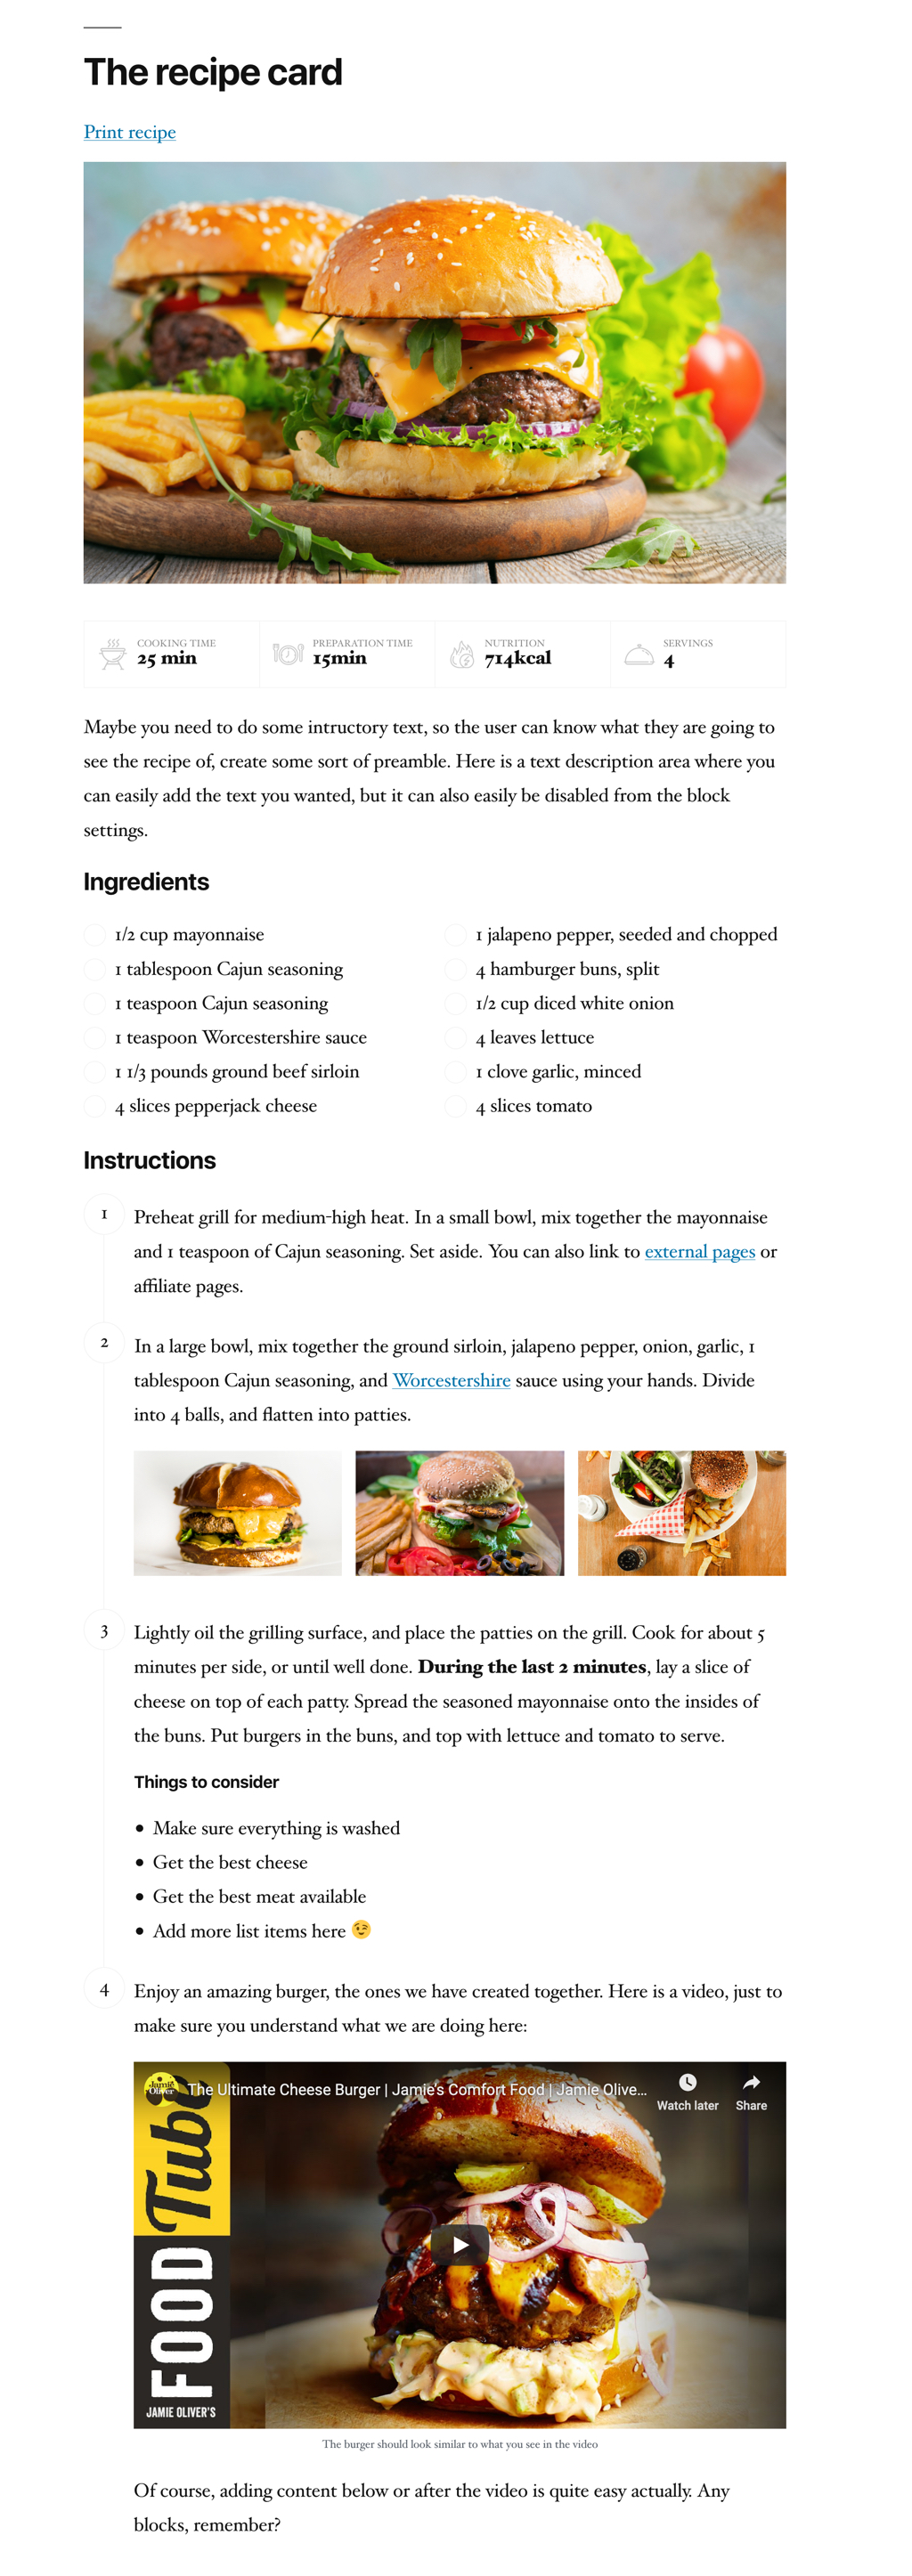 The recipe card
Print recipe
COOKING TIME
25 min
PREPARATION TIME
15min
NUTRITION
714kcal
SERVINGS
4
Maybe you need to do some intructory text, so the user can know what they are going to
see the recipe of, create some sort of preamble. Here is a text description area where you
can easily add the text you wanted, but it can also easily be disabled from the block
settings.
Ingredients
1/2 cup mayonnaise
1 tablespoon Cajun seasoning
1 teaspoon Cajun seasoning
1 teaspoon Worcestershire sauce
1 1/3 pounds ground beef sirloin
4 slices pepperjack cheese
1 jalapeno pepper, seeded and chopped
4 hamburger buns, split
1/2 cup diced white onion
4 leaves lettuce
1 clove garlic, minced
4 slices tomato
Instructions
1
Preheat grill for medium-high heat. In a small bowl, mix together the mayonnaise
and 1 teaspoon of Cajun seasoning. Set aside. You can also link to external pages or
affiliate pages.
2
In a large bowl, mix together the ground sirloin, jalapeno pepper, onion, garlic, 1
tablespoon Cajun seasoning, and Worcestershire sauce using your hands. Divide
into 4 balls, and flatten into patties.
3
Lightly oil the grilling surface, and place the patties on the grill. Cook for about 5
minutes per side, or until well done. During the last 2 minutes, lay a slice of
cheese on top of each patty. Spread the seasoned mayonnaise onto the insides of
the buns. Put burgers in the buns, and top with lettuce and tomato to serve.
Things to consider
• Make sure everything is washed
• Get the best cheese
• Get the best meat available
• Add more list items here 😉
4
Enjoy an amazing burger, the ones we have created together. Here is a video, just to
make sure you understand what we are doing here:
Jamie Oliver
The Ultimate Cheese Burger | Jamie's Comfort Food | Jamie Olive...
Watch later
Share
FOOD Tube
JAMIE OLIVER'S
The burger should look similar to what you see in the video
Of course, adding content below or after the video is quite easy actually. Any
blocks, remember?